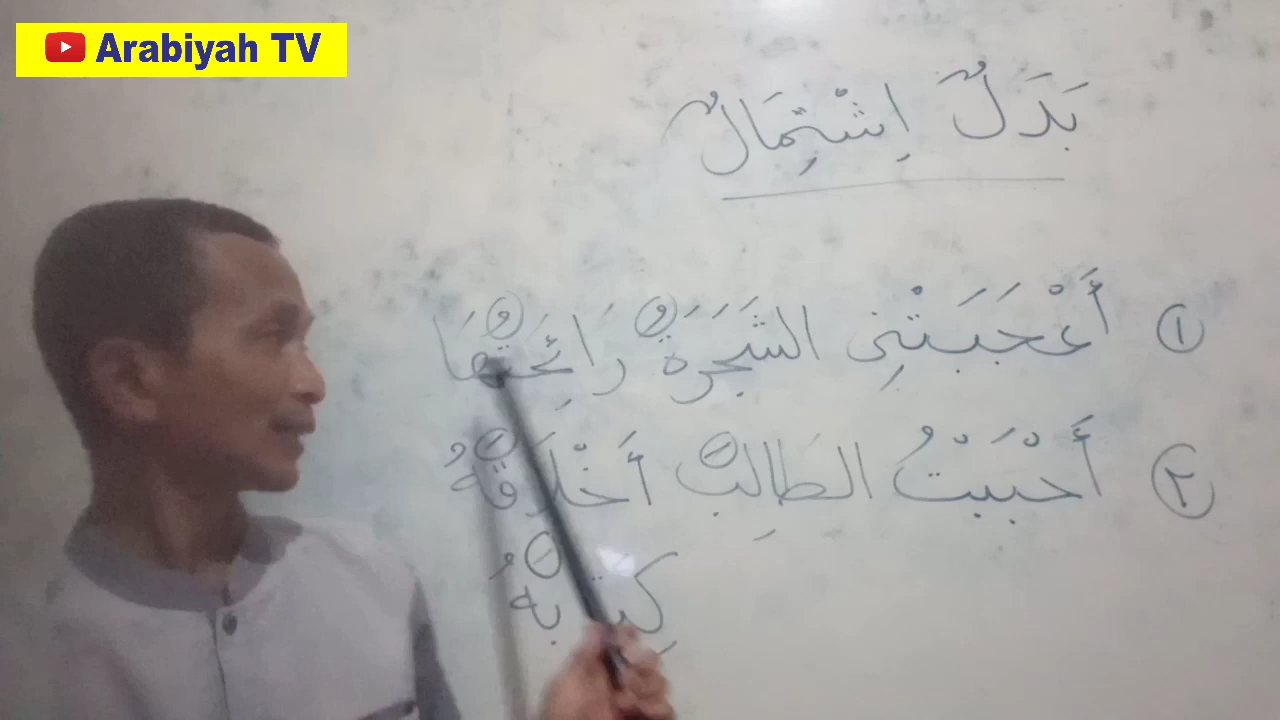 Arabiyah TV
بَدَلٌ اِشْتِمَالٌ
١ أَعْجَبَتْنِى الشَجَرَةُ رَائِحَتُهَا
٢ أَحْبَبْتُ الطَالِبَ أَخْلَاقَهُ
كِتَابَهُ